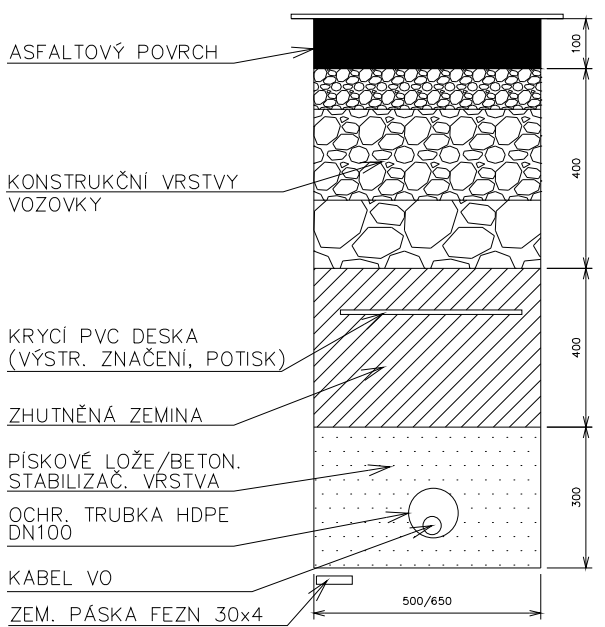 ASFALTOVÝ POVRCH
100
KONSTRUKČNÍ VRSTVY
VOZOVKY
400
KRYCÍ PVC DESKA
(VÝSTR. ZNAČENÍ, POTISK)
400
ZHUTNĚNÁ ZEMINA
PÍSKOVÉ LOŽE/BETON.
STABILIZAČ. VRSTVA
300
OCHR. TRUBKA HDPE
DN100
KABEL VO
ZEM. PÁSKA FEZN 30x4
500/650